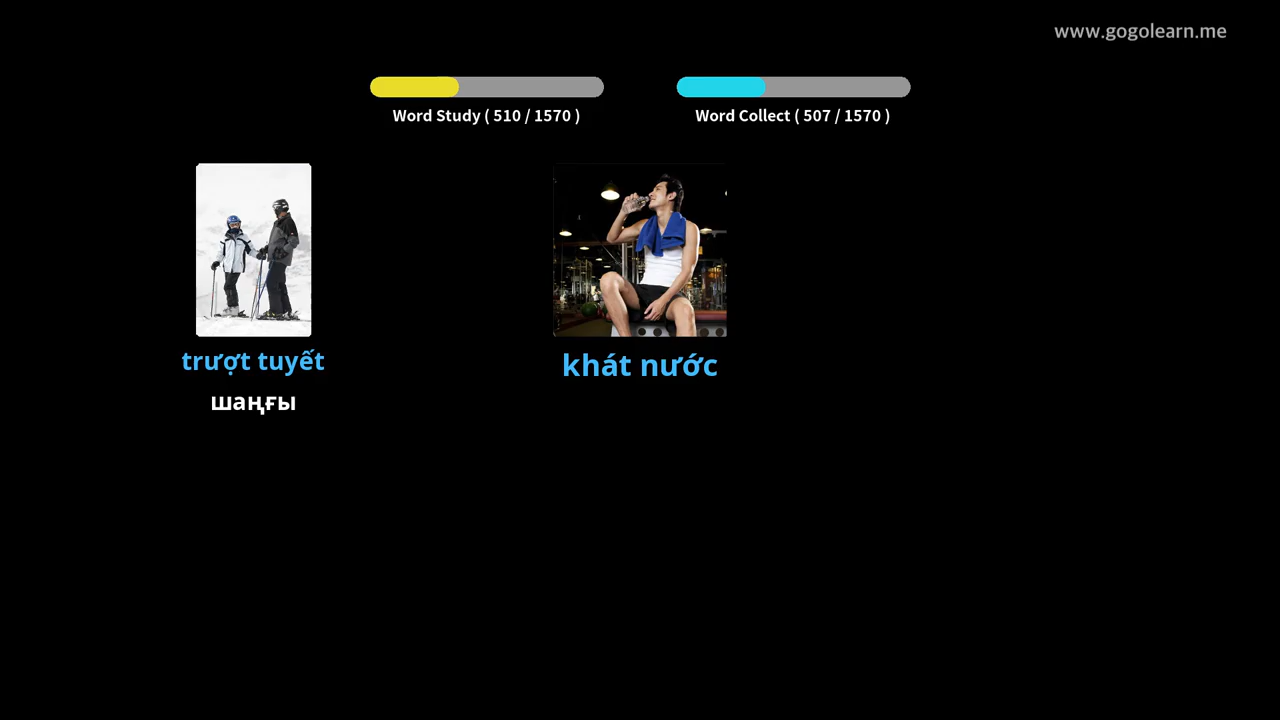 www.gogolearn.me
Word Study ( 510 / 1570 )
Word Collect ( 507 / 1570 )
trượt tuyết
шаңғы
khát nước